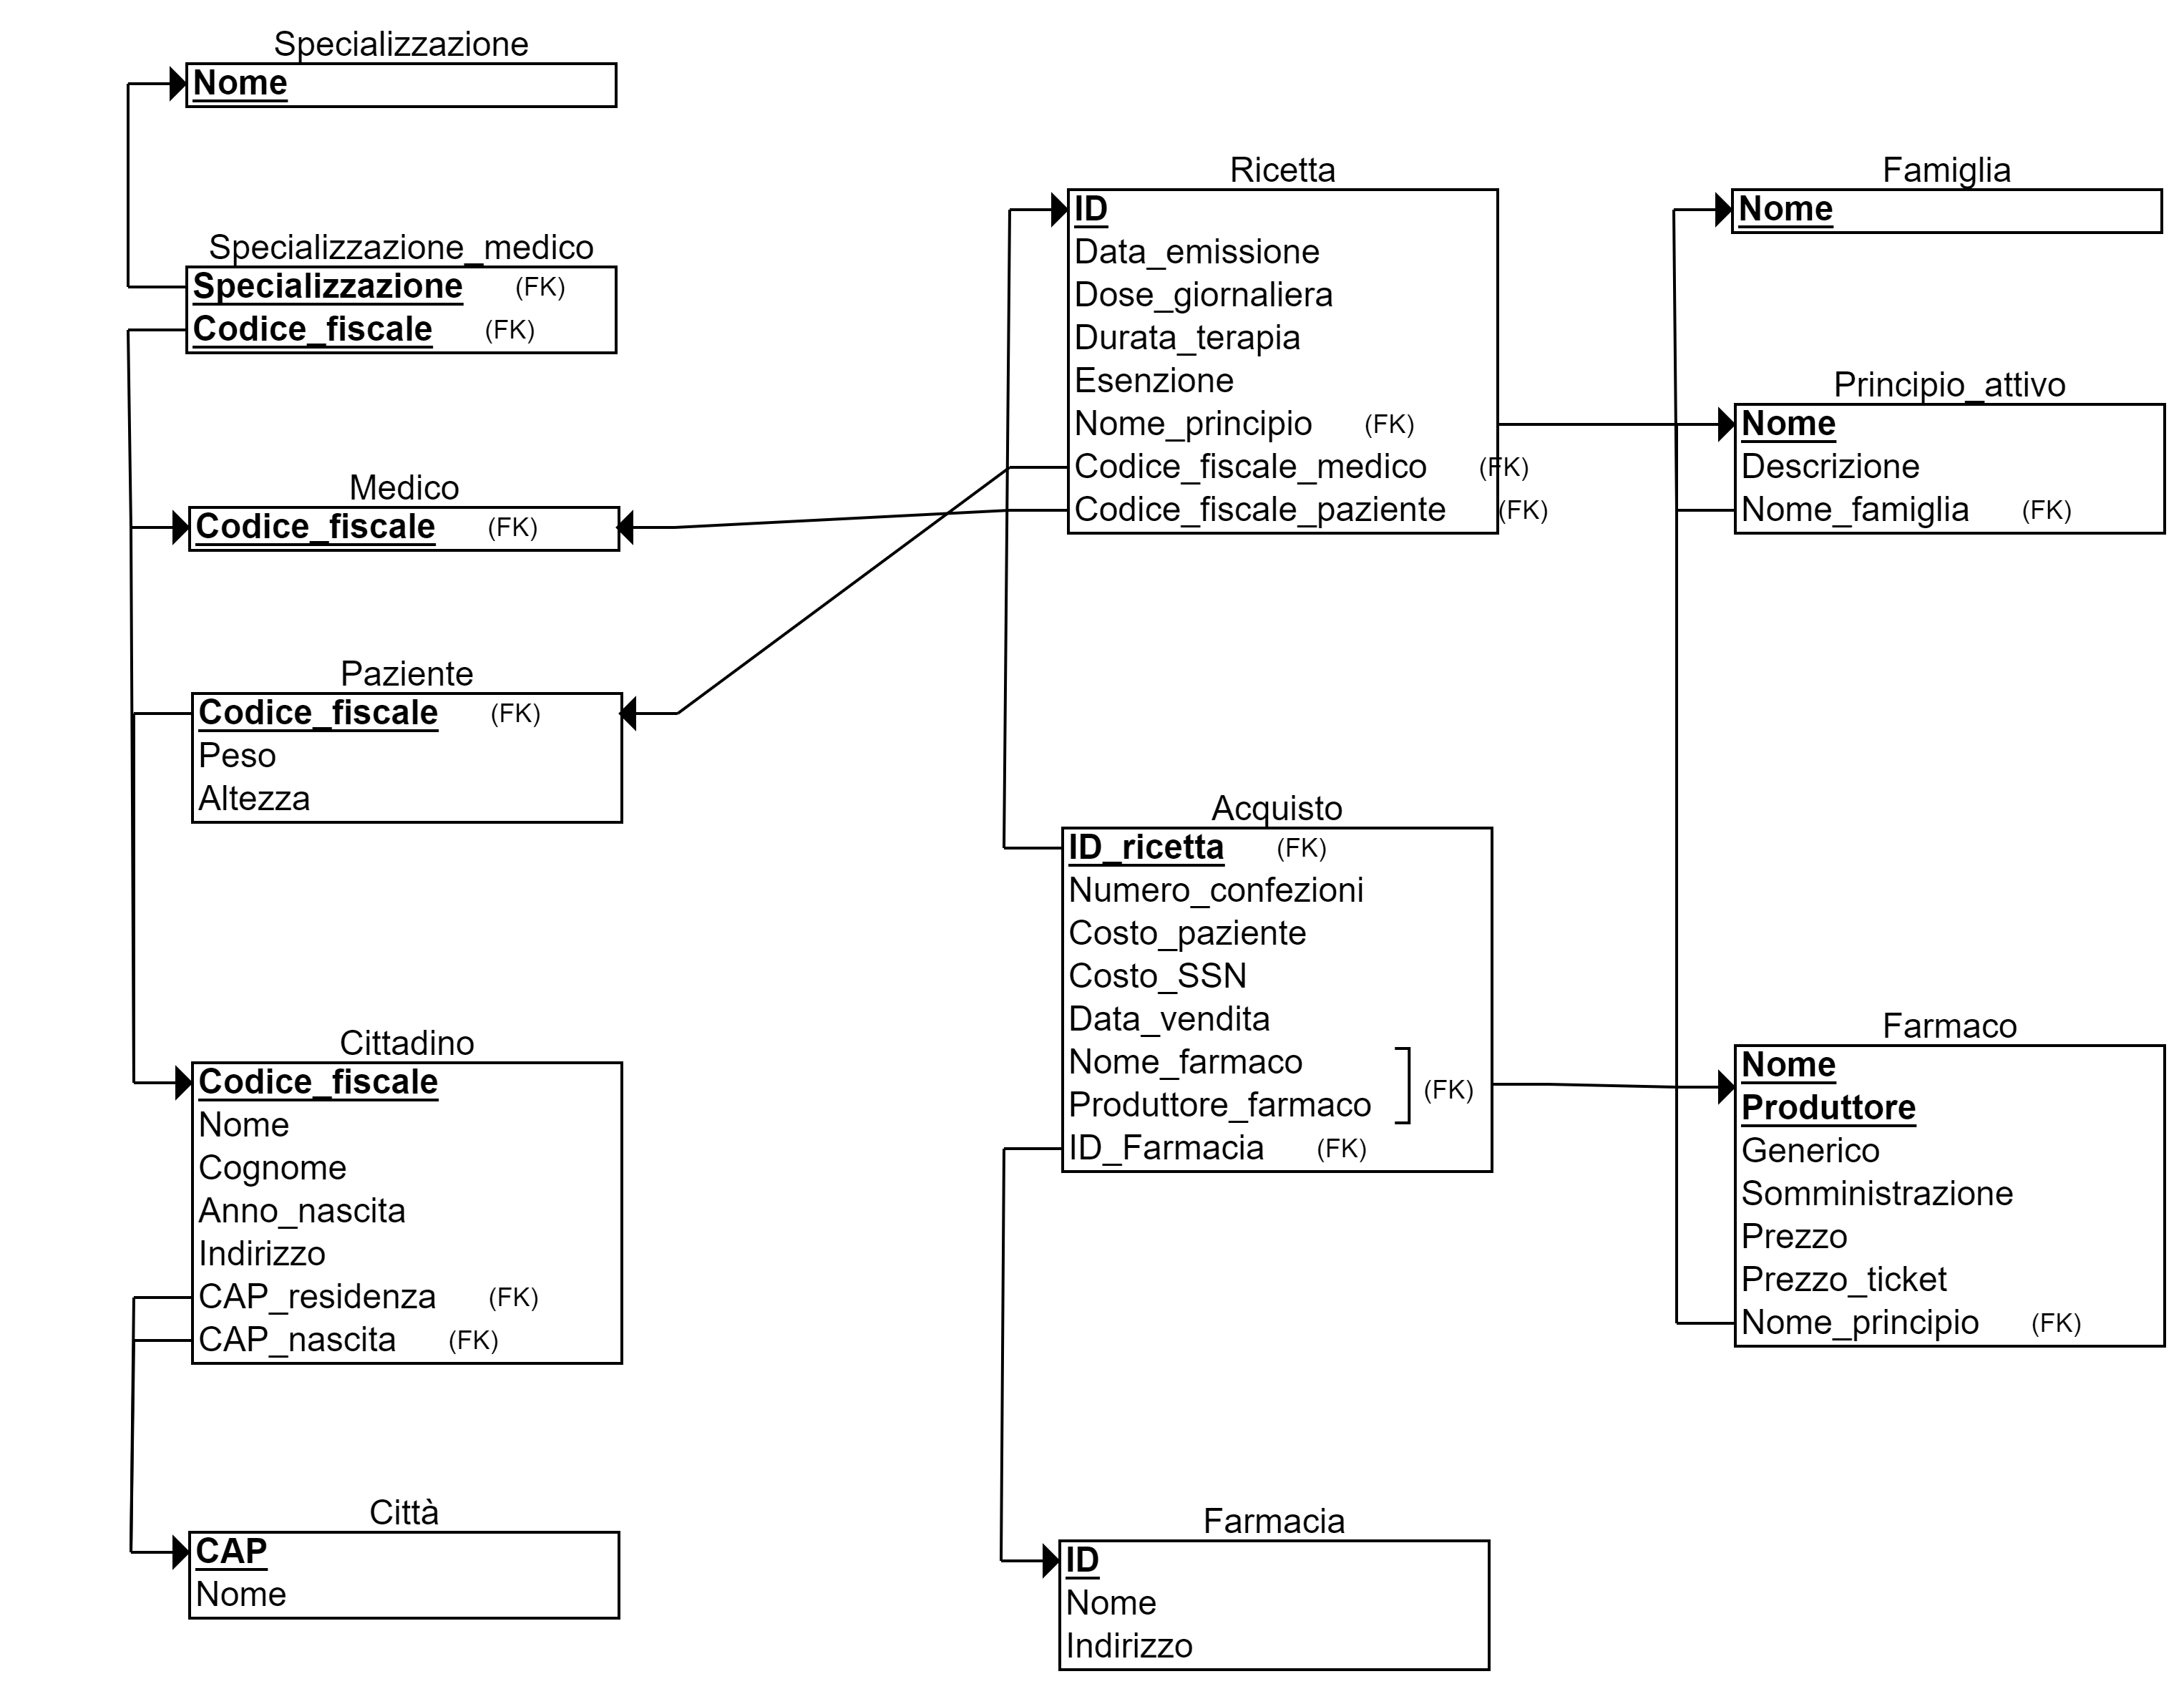 Specializzazione
Nome
Specializzazione_medico
Specializzazione (FK)
Codice_fiscale (FK)
Medico
Codice_fiscale (FK)
Paziente
Codice_fiscale (FK)
Peso
Altezza
Cittadino
Codice_fiscale
Nome
Cognome
Anno_nascita
Indirizzo
CAP_residenza (FK)
CAP_nascita (FK)
Città
CAP
Nome
Ricetta
ID
Data_emissione
Dose_giornaliera
Durata_terapia
Esenzione
Nome_principio (FK)
Codice_fiscale_medico (FK)
Codice_fiscale_paziente (FK)
Acquisto
ID_ricetta (FK)
Numero_confezioni
Costo_paziente
Costo_SSN
Data_vendita
Nome_farmaco
Produttore_farmaco
(FK)
ID_Farmacia (FK)
Farmacia
ID
Nome
Indirizzo
Famiglia
Nome
Principio_attivo
Nome
Descrizione
Nome_famiglia (FK)
Farmaco
Nome
Produttore
Generico
Somministrazione
Prezzo
Prezzo_ticket
Nome_principio (FK)